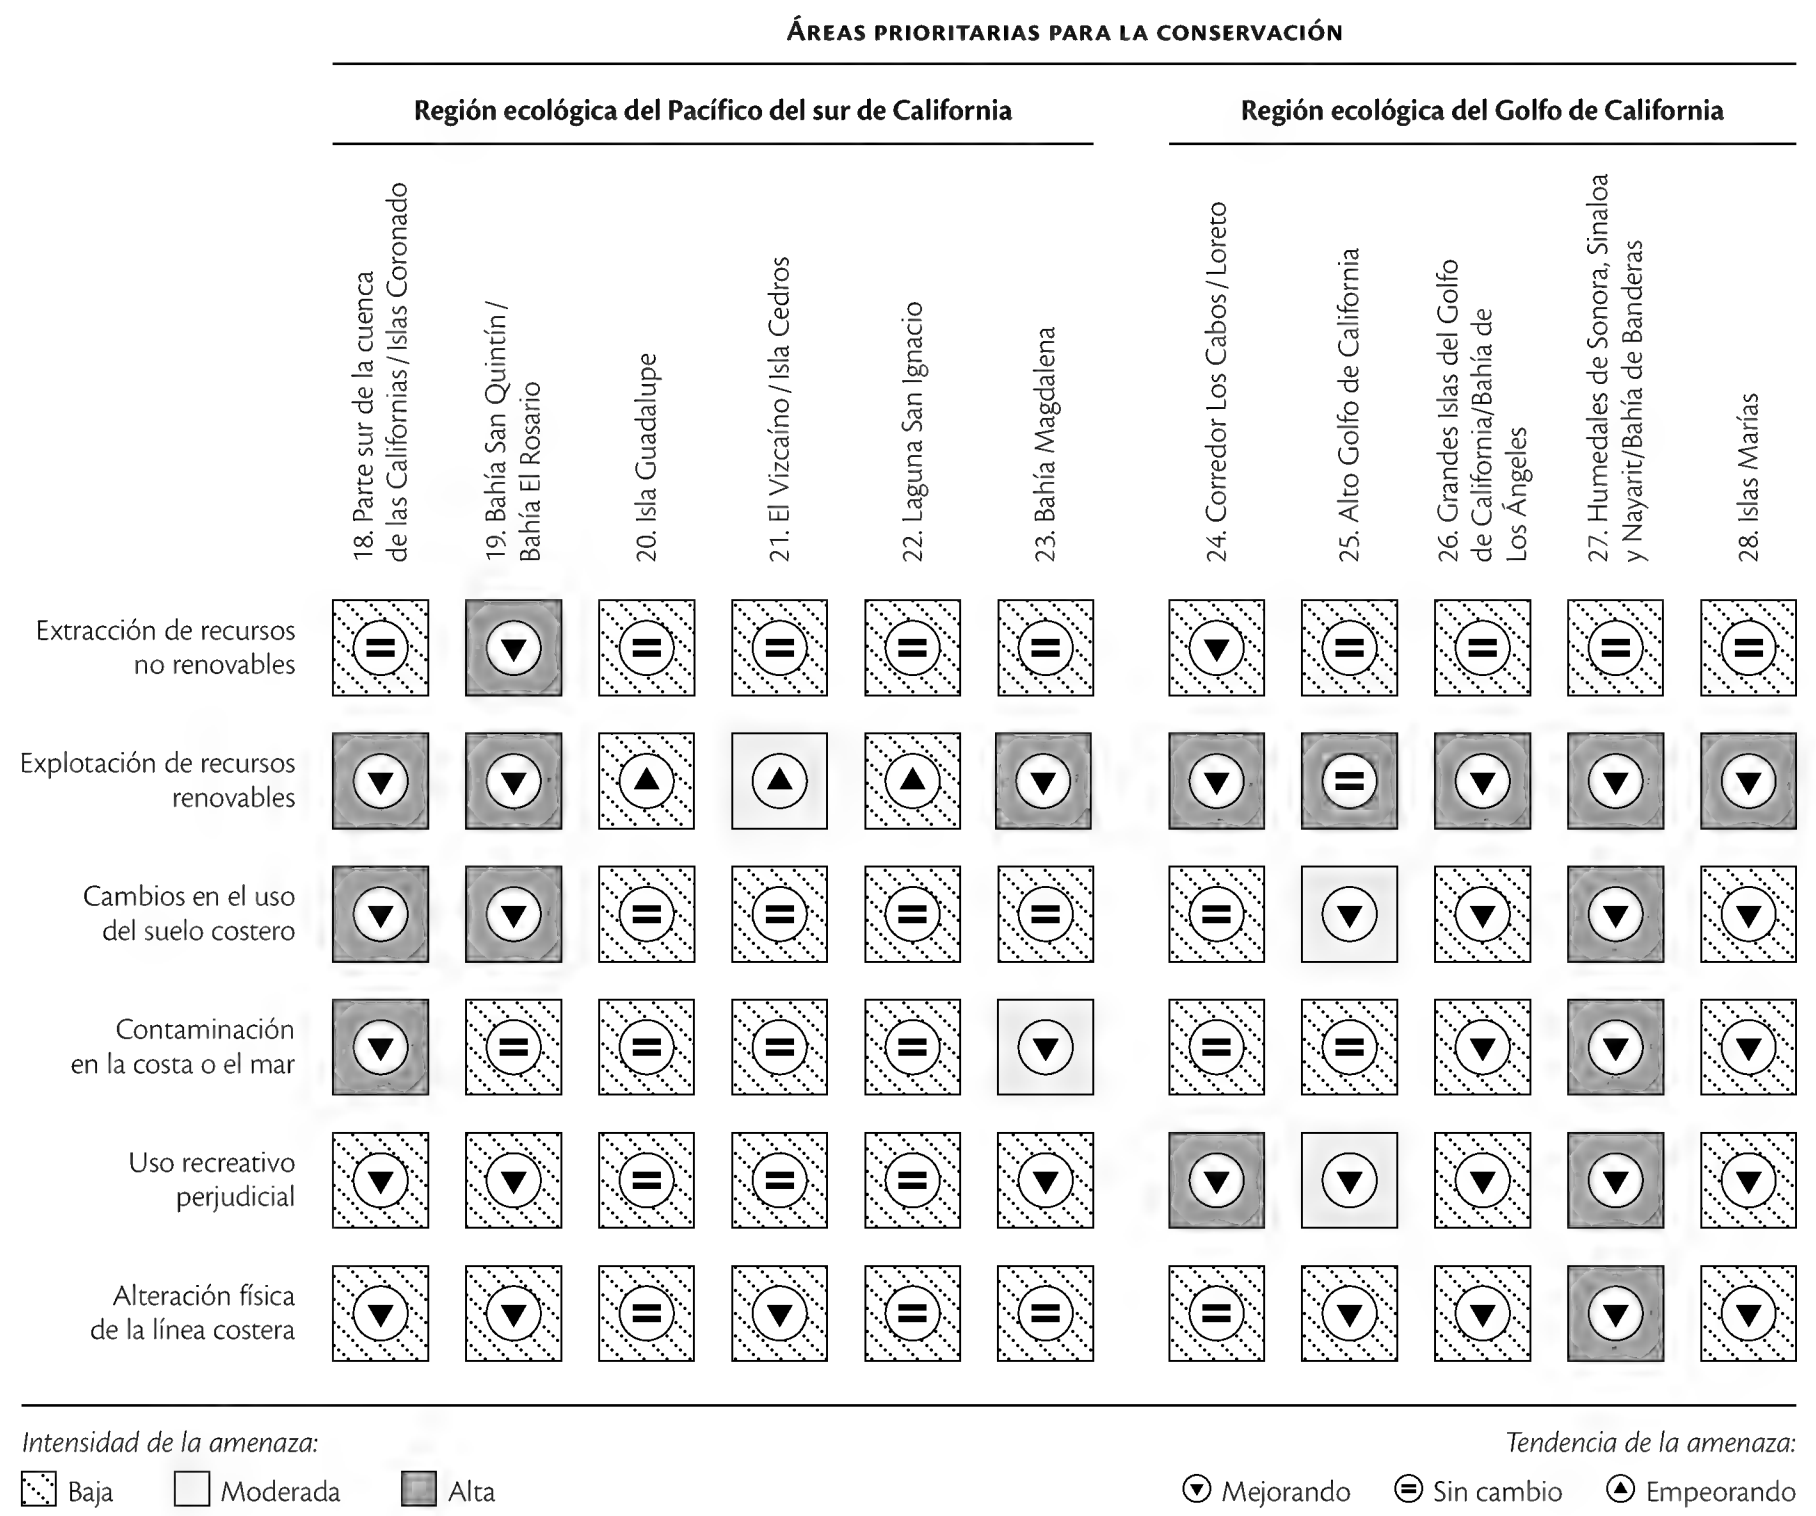 ÁREAS PRIORITARIAS PARA LA CONSERVACIÓN
Región ecológica del Pacífico del sur de California
Región ecológica del Golfo de California
18. Parte sur de la cuenca
de las Californias / Islas Coronado
19. Bahía San Quintín /
Bahía El Rosario
20. Isla Guadalupe
21. El Vizcaíno / Isla Cedros
22. Laguna San Ignacio
23. Bahía Magdalena
24. Corredor Los Cabos / Loreto
25. Alto Golfo de California
26. Grandes Islas del Golfo
de California/Bahía de
Los Ángeles
27. Humedales de Sonora, Sinaloa
y Nayarit/Bahía de Banderas
28. Islas Marías
Extracción de recursos
no renovables
Explotación de recursos
renovables
Cambios en el uso
del suelo costero
Contaminación
en la costa o el mar
Uso recreativo
perjudicial
Alteración física
de la línea costera
Intensidad de la amenaza:
Baja
Moderada
Alta
Tendencia de la amenaza:
Mejorando
Sin cambio
Empeorando